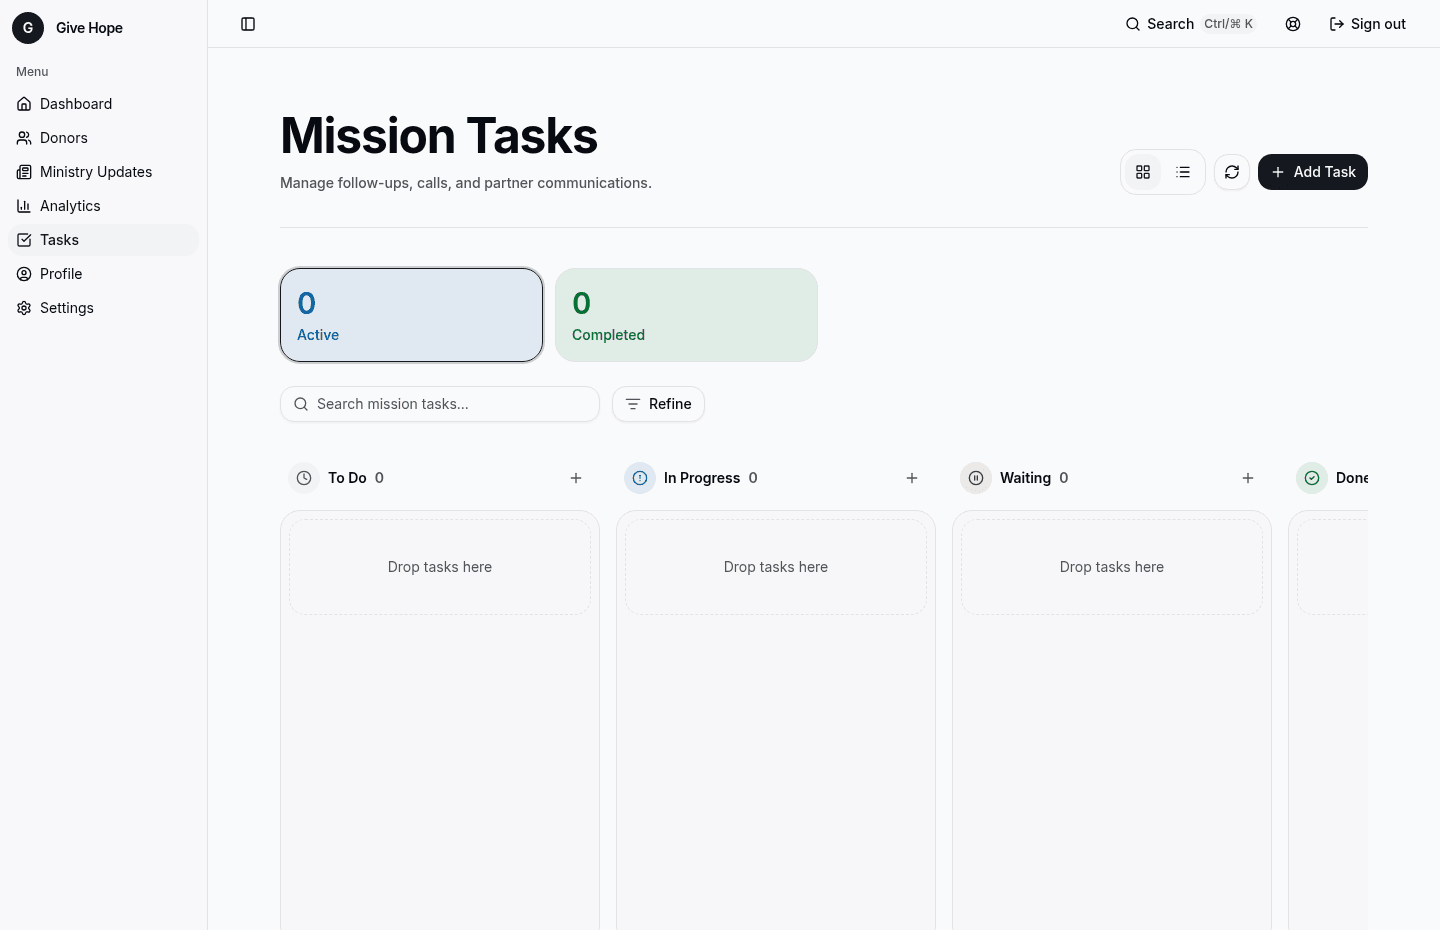 G
Give Hope
Menu
Dashboard
Donors
Ministry Updates
Analytics
Tasks
Profile
Settings
Search Ctrl/⌘ K
Sign out
Mission Tasks
Manage follow-ups, calls, and partner communications.
Add Task
0
Active
0
Completed
Search mission tasks...
Refine
To Do 0
In Progress 0
Waiting 0
Done
Drop tasks here
Drop tasks here
Drop tasks here